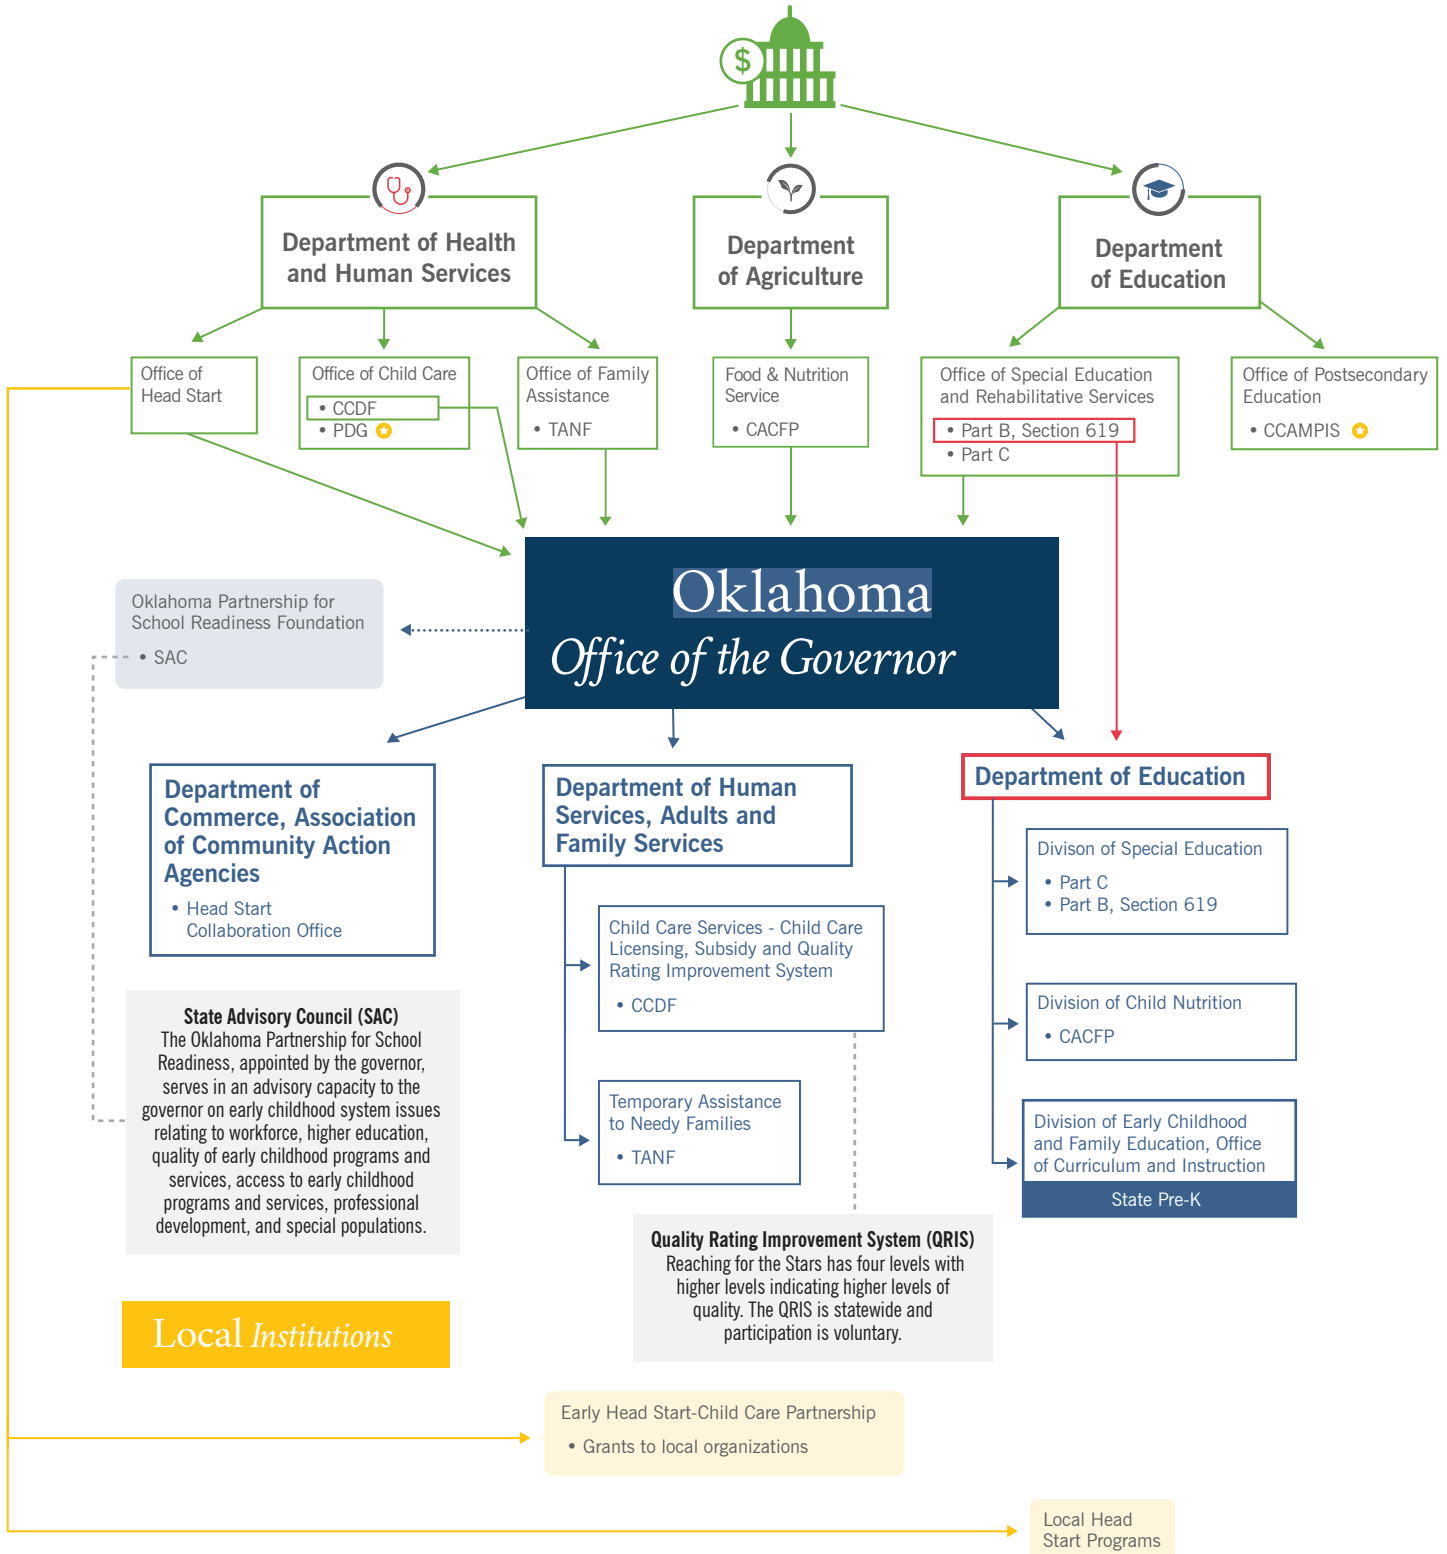 $
Department of Health
and Human Services
Department
of Agriculture
Department
of Education
Office of
Head Start
Office of Child Care
• CCDF
• PDG
Office of Family
Assistance
• TANF
Food & Nutrition
Service
• CACFP
Office of Special Education
and Rehabilitative Services
• Part B, Section 619
• Part C
Office of Postsecondary
Education
• CCAMPIS
Oklahoma
Office of the Governor
Oklahoma Partnership for
School Readiness Foundation
• SAC
Department of
Commerce, Association
of Community Action
Agencies
• Head Start
Collaboration Office
Department of Human
Services, Adults and
Family Services
Child Care Services - Child Care
Licensing, Subsidy and Quality
Rating Improvement System
• CCDF
Temporary Assistance
to Needy Families
• TANF
Department of Education
Divison of Special Education
• Part C
• Part B, Section 619
Division of Child Nutrition
• CACFP
Division of Early Childhood
and Family Education, Office
of Curriculum and Instruction
State Pre-K
State Advisory Council (SAC)
The Oklahoma Partnership for School
Readiness, appointed by the governor,
serves in an advisory capacity to the
governor on early childhood system issues
relating to workforce, higher education,
quality of early childhood programs and
services, access to early childhood
programs and services, professional
development, and special populations.
Quality Rating Improvement System (QRIS)
Reaching for the Stars has four levels with
higher levels indicating higher levels of
quality. The QRIS is statewide and
participation is voluntary.
Local Institutions
Early Head Start-Child Care Partnership
• Grants to local organizations
Local Head
Start Programs